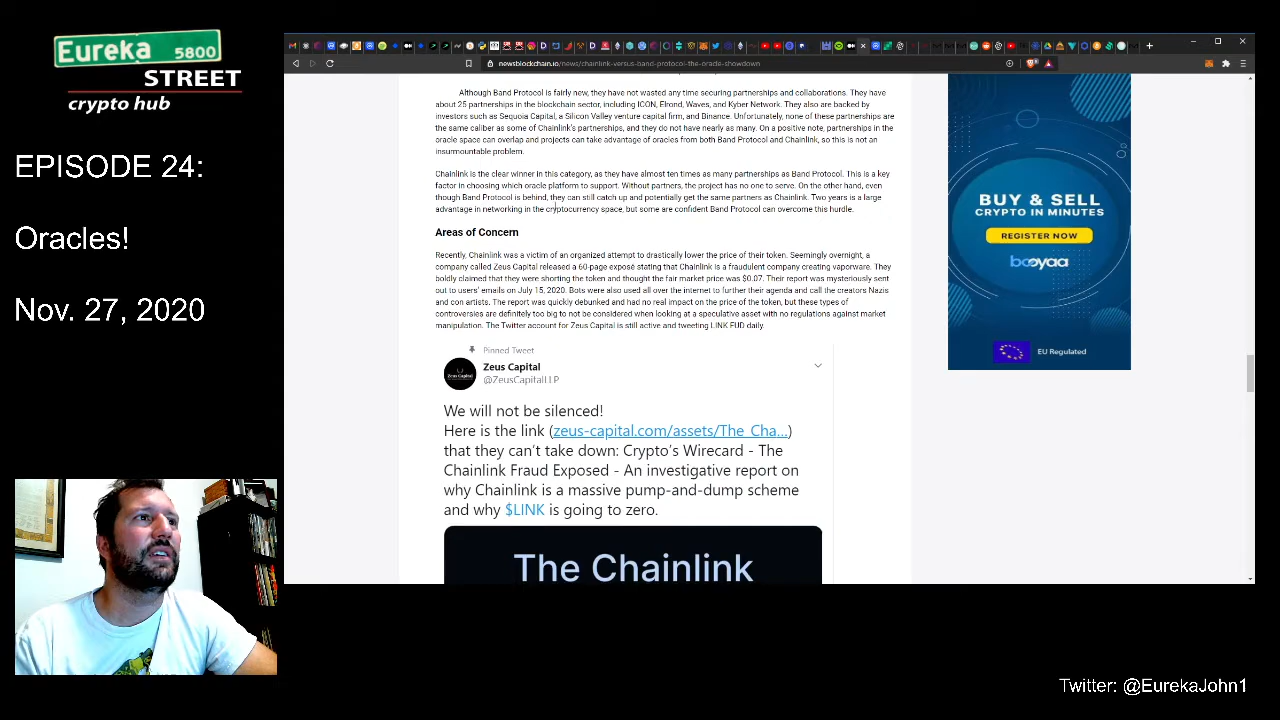 Eureka 5800
STREET
crypto hub
EPISODE 24:
Oracles!
Nov. 27, 2020
newsblockchain.io/news/chainlink-versus-band-protocol-the-oracle-showdown
Although Band Protocol is fairly new, they have not wasted any time securing partnerships and collaborations. They have
about 25 partnerships in the blockchain sector, including ICON, Elrond, Waves, and Kyber Network. They also are backed by
investors such as Sequoia Capital, a Silicon Valley venture capital firm, and Binance. Unfortunately, none of these partnerships are
the same caliber as some of Chainlink's partnerships, and they do not have nearly as many. On a positive note, partnerships in the
oracle space can overlap and projects can take advantage of oracles from both Band Protocol and Chainlink, so this is not an
insurmountable problem.
Chainlink is the clear winner in this category, as they have almost ten times as many partnerships as Band Protocol. This is a key
factor in choosing which oracle platform to support. Without partners, the project has no one to serve. On the other hand, even
though Band Protocol is behind, they can still catch up and potentially get the same partners as Chainlink. Two years is a large
advantage in networking in the cryptocurrency space, but some are confident Band Protocol can overcome this hurdle.
Areas of Concern
Recently, Chainlink was a victim of an organized attempt to drastically lower the price of their token. Seemingly overnight, a
company called Zeus Capital released a 60-page expose stating that Chainlink is a fraudulent company creating vaporware. They
boldly claimed that they were shorting the token and thought the fair market price was $0.07. Their report was mysteriously sent
out to users' emails on July 15, 2020. Bots were also used all over the internet to further their agenda and call the creators Nazis
and con artists. The report was quickly debunked and had no real impact on the price of the token, but these types of
controversies are definitely too big to not be considered when looking at a speculative asset with no regulations against market
manipulation. The Twitter account for Zeus Capital is still active and tweeting LINK FUD daily.
Pinned Tweet
Zeus Capital
@ZeusCapitalLLP
We will not be silenced!
Here is the link (zeus-capital.com/assets/The_Cha...)
that they can't take down: Crypto's Wirecard - The
Chainlink Fraud Exposed - An investigative report on
why Chainlink is a massive pump-and-dump scheme
and why $LINK is going to zero.
The Chainlink
BUY & SELL
CRYPTO IN MINUTES
REGISTER NOW
booyaa
EU Regulated
Twitter: @EurekaJohn1